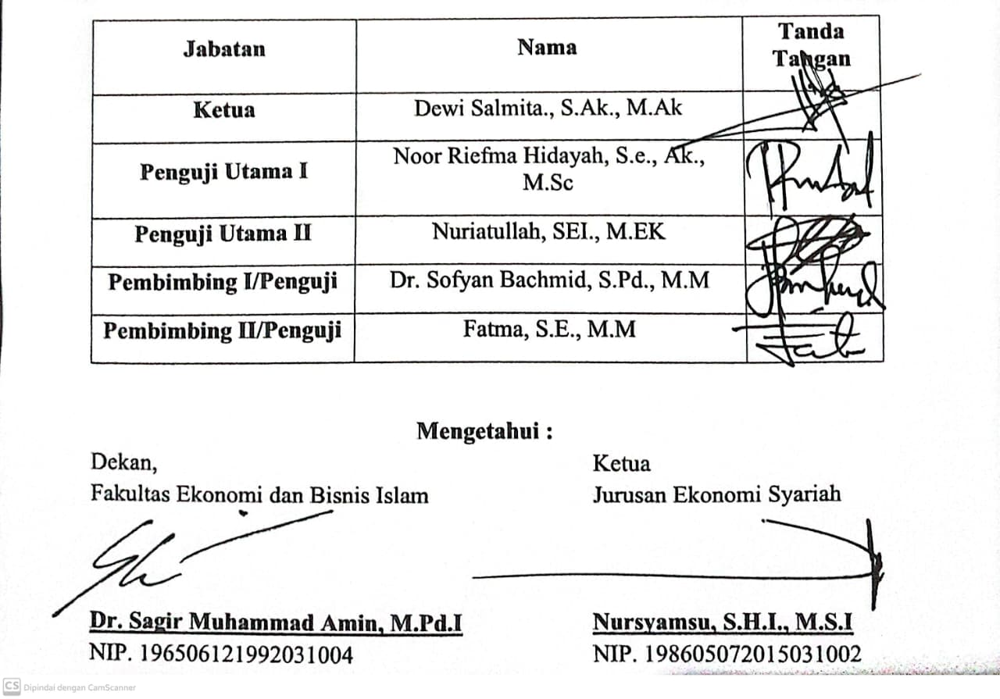 Jabatan Nama Tanda
Tangan
Ketua Dewi Salmita., S.Ak., M.Ak
Penguji Utama I Noor Riefma Hidayah, S.e., Ak.,
M.Sc
Penguji Utama II Nuriatullah, SEI., M.EK
Pembimbing I/Penguji Dr. Sofyan Bachmid, S.Pd., M.M
Pembimbing II/Penguji Fatma, S.E., M.M
Mengetahui :
Dekan, Ketua
Fakultas Ekonomi dan Bisnis Islam Jurusan Ekonomi Syariah
Dr. Sagir Muhammad Amin, M.Pd.I Nursyamsu, S.H.I., M.S.I
NIP. 196506121992031004 NIP. 198605072015031002
CS Dipindai dengan CamScanner